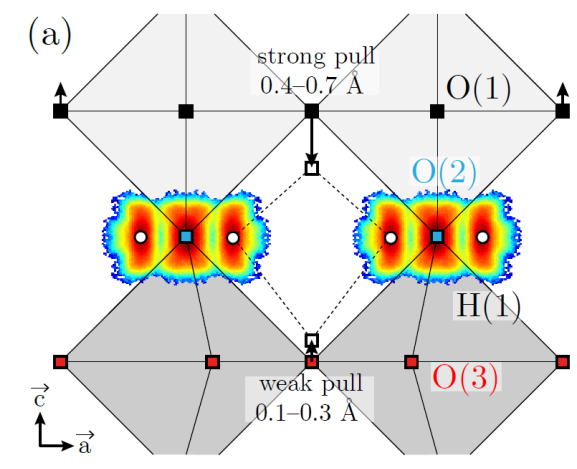 (a)
strong pull
0.4–0.7 Å
O(1)
O(2)
H(1)
O(3)
weak pull
0.1–0.3 Å
c
a